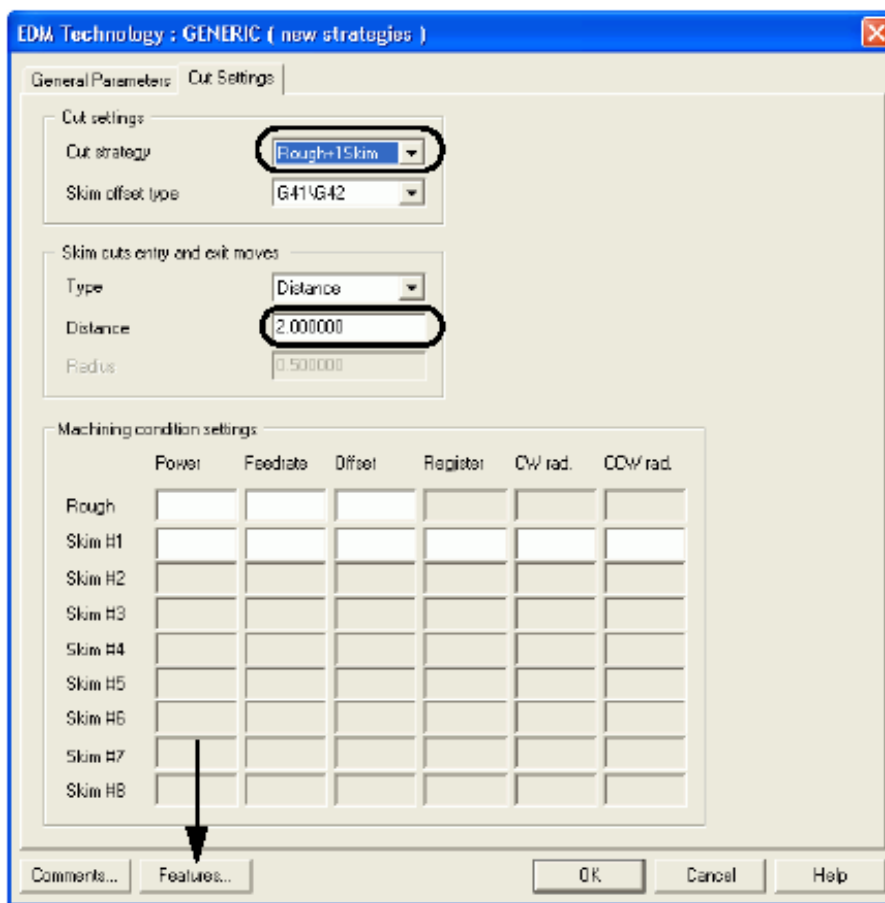 EDM Technology : GENERIC ( new strategies )
General Parameters Cut Settings
Cut settings
Cut strategy Rough+1Skim
Skim offset type G41\G42
Skim cuts entry and exit moves
Type Distance
Distance 2.000000
Radius 0.500000
Machining condition settings
Power Feedrate Offset Register CW rad. CCW rad.
Rough
Skim #1
Skim #2
Skim #3
Skim #4
Skim #5
Skim #6
Skim #7
Skim #8
Comments... Features... OK Cancel Help